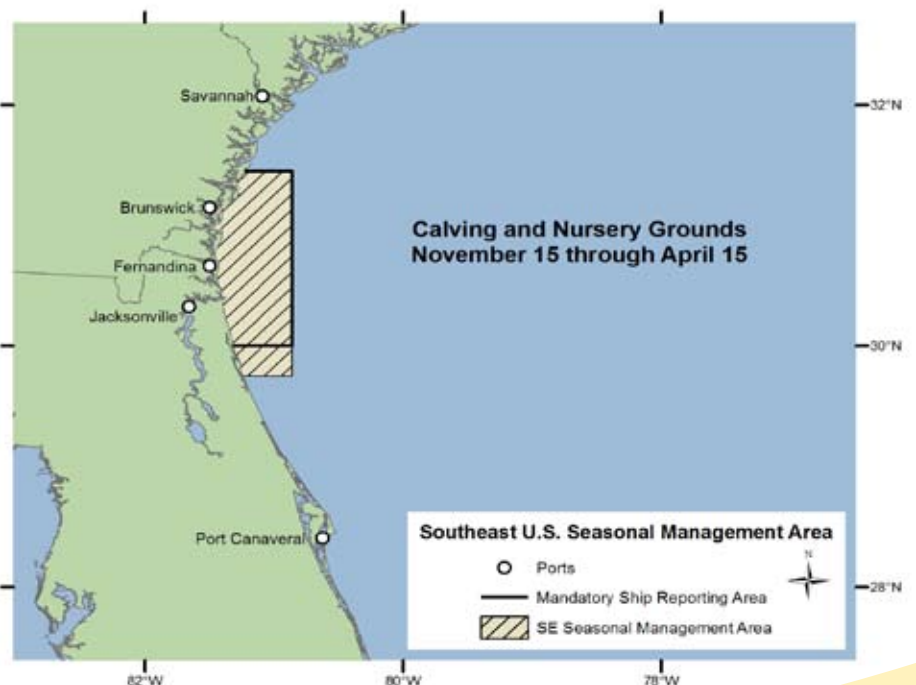 Savannah
32°N
Brunswick
Calving and Nursery Grounds
November 15 through April 15
Fernandina
Jacksonville
30°N
Port Canaveral
Southeast U.S. Seasonal Management Area
N
Ports
Mandatory Ship Reporting Area
28°N
SE Seasonal Management Area
82°W
80°W
78°W